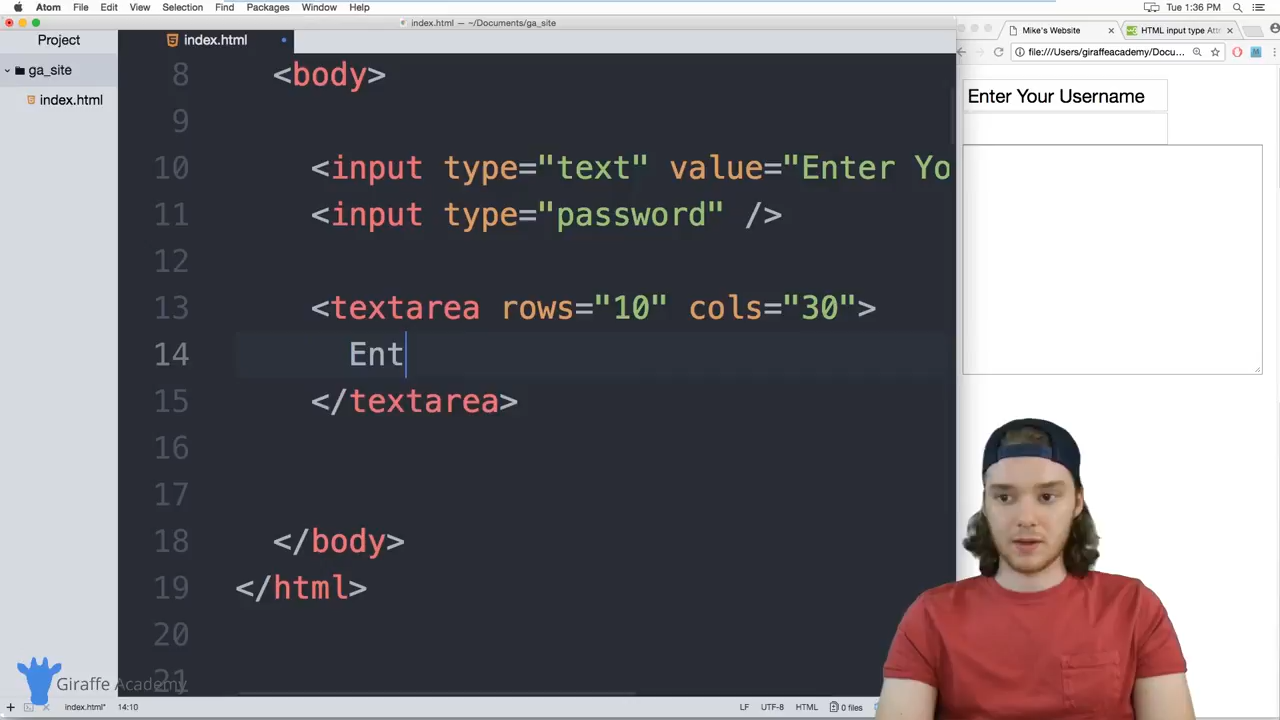 Atom File Edit View Selection Find Packages Window Help
Tue 1:36 PM
index.html — ~/Documents/ga_site
Project
index.html
ga_site
index.html
Mike's Website
HTML input type Attr
file:///Users/giraffeacademy/Docu...
8 <body>
9
10 <input type="text" value="Enter Yo
11 <input type="password" />
12
13 <textarea rows="10" cols="30">
14 Ent
15 </textarea>
16
17
18 </body>
19 </html>
20
21
Enter Your Username
Giraffe Academy
index.html* 14:10
LF UTF-8 HTML 0 files